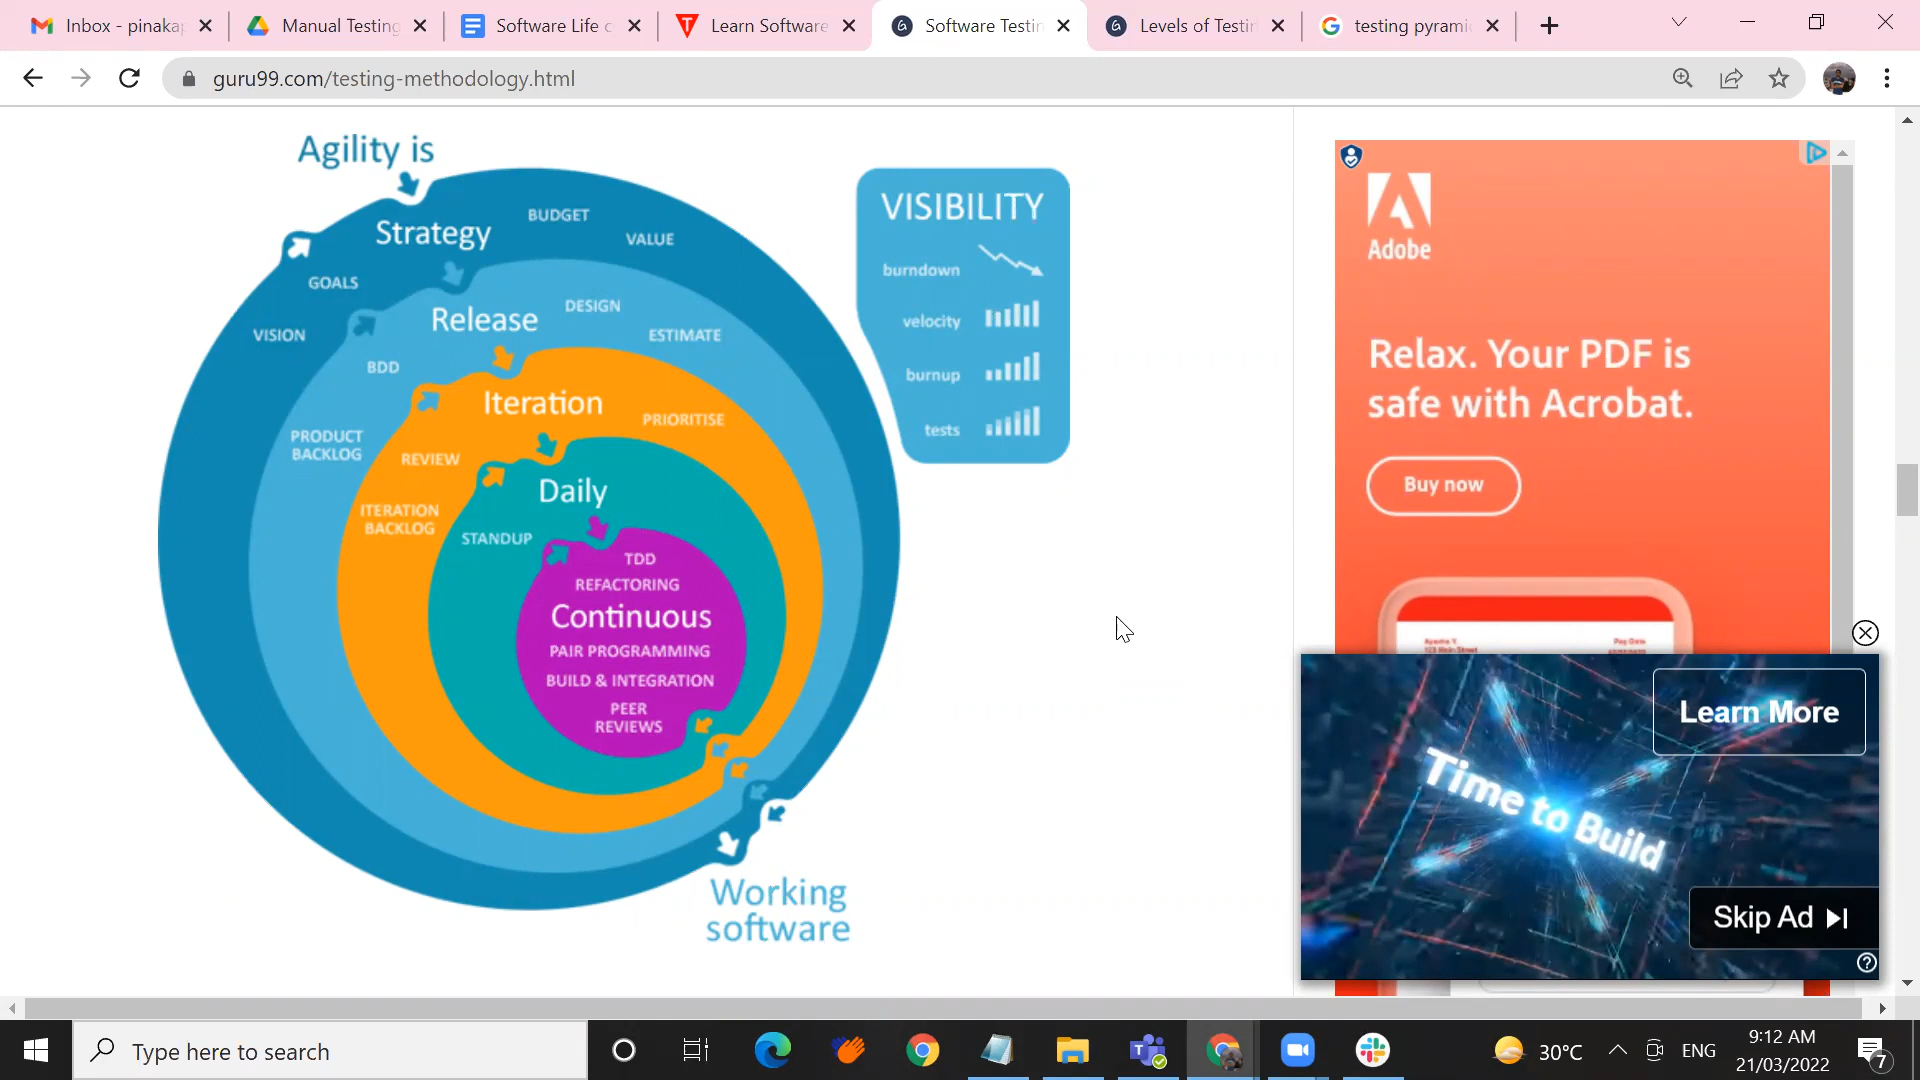 Inbox - pinakap
Manual Testing
Software Life c
Learn Software
Software Testin
Levels of Testin
testing pyrami
guru99.com/testing-methodology.html
Agility is
Strategy
BUDGET
VALUE
GOALS
VISION
Release
DESIGN
ESTIMATE
BDD
PRODUCT
BACKLOG
Iteration
PRIORITISE
REVIEW
ITERATION
BACKLOG
Daily
STANDUP
TDD
REFACTORING
Continuous
PAIR PROGRAMMING
BUILD & INTEGRATION
PEER
REVIEWS
Working
software
VISIBILITY
burndown
velocity
burnup
tests
Adobe
Relax. Your PDF is
safe with Acrobat.
Buy now
Learn More
Time to Build
Skip Ad
Type here to search
30°C
ENG
9:12 AM
21/03/2022
7